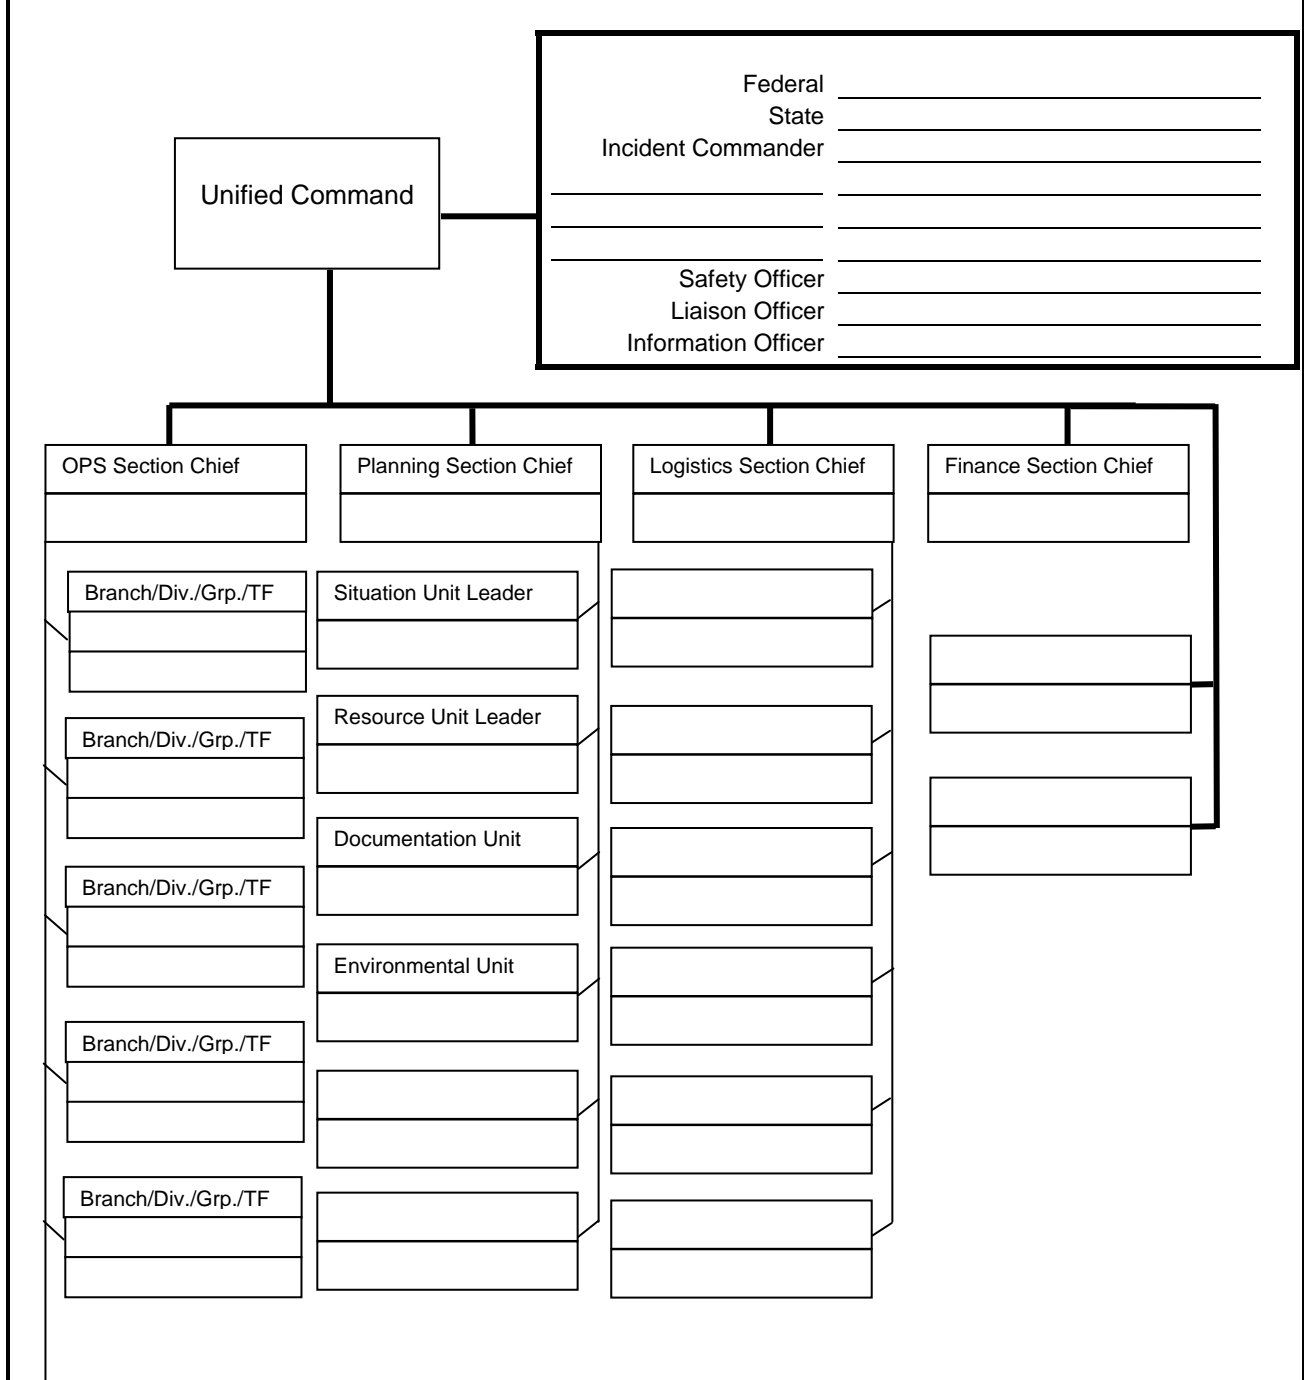 Federal
State
Incident Commander
Unified Command
Safety Officer
Liaison Officer
Information Officer
OPS Section Chief
Planning Section Chief
Logistics Section Chief
Finance Section Chief
Branch/Div./Grp./TF
Situation Unit Leader
Resource Unit Leader
Branch/Div./Grp./TF
Documentation Unit
Branch/Div./Grp./TF
Environmental Unit
Branch/Div./Grp./TF
Branch/Div./Grp./TF